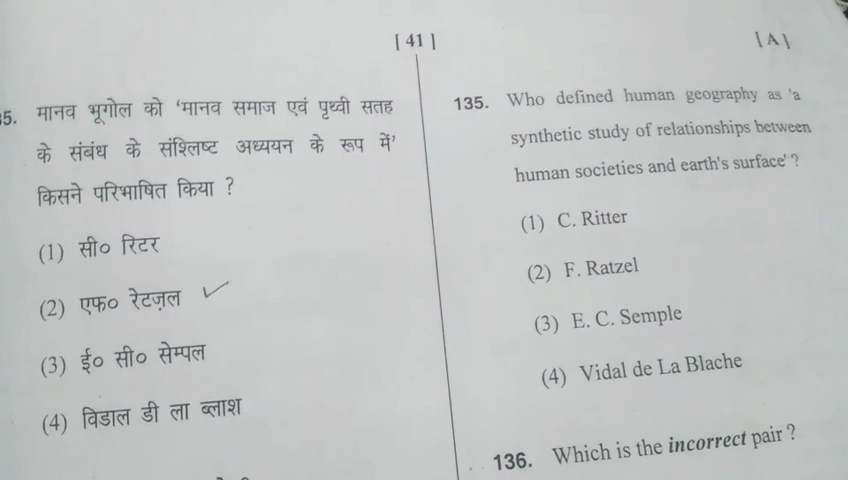 [ 41 ]
[ A ]
35. मानव भूगोल को ‘मानव समाज एवं पृथ्वी सतह
के संबंध के संश्लिष्ट अध्ययन के रूप में’
किसने परिभाषित किया ?
(1) सी० रिटर
(2) एफ० रेटज़ल
(3) ई० सी० सेम्पल
(4) विडाल डी ला ब्लाश
135. Who defined human geography as 'a
synthetic study of relationships between
human societies and earth's surface' ?
(1) C. Ritter
(2) F. Ratzel
(3) E. C. Semple
(4) Vidal de La Blache
136. Which is the incorrect pair ?